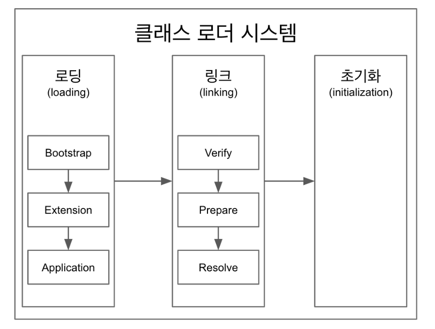 클래스 로더 시스템
로딩
(loading)
Bootstrap
Extension
Application
링크
(linking)
Verify
Prepare
Resolve
초기화
(initialization)